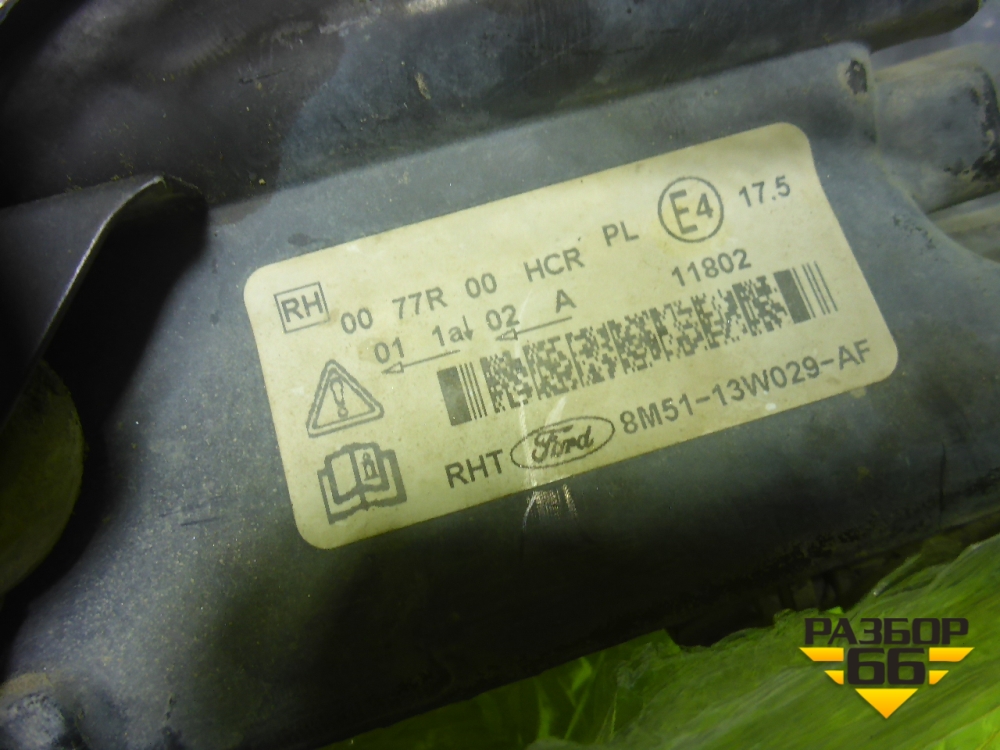 RH 00 77R 00 HCR PL E4 17.5
01 1a 02 A 11802
RHT Ford 8M51-13W029-AF
РАЗБОР
66